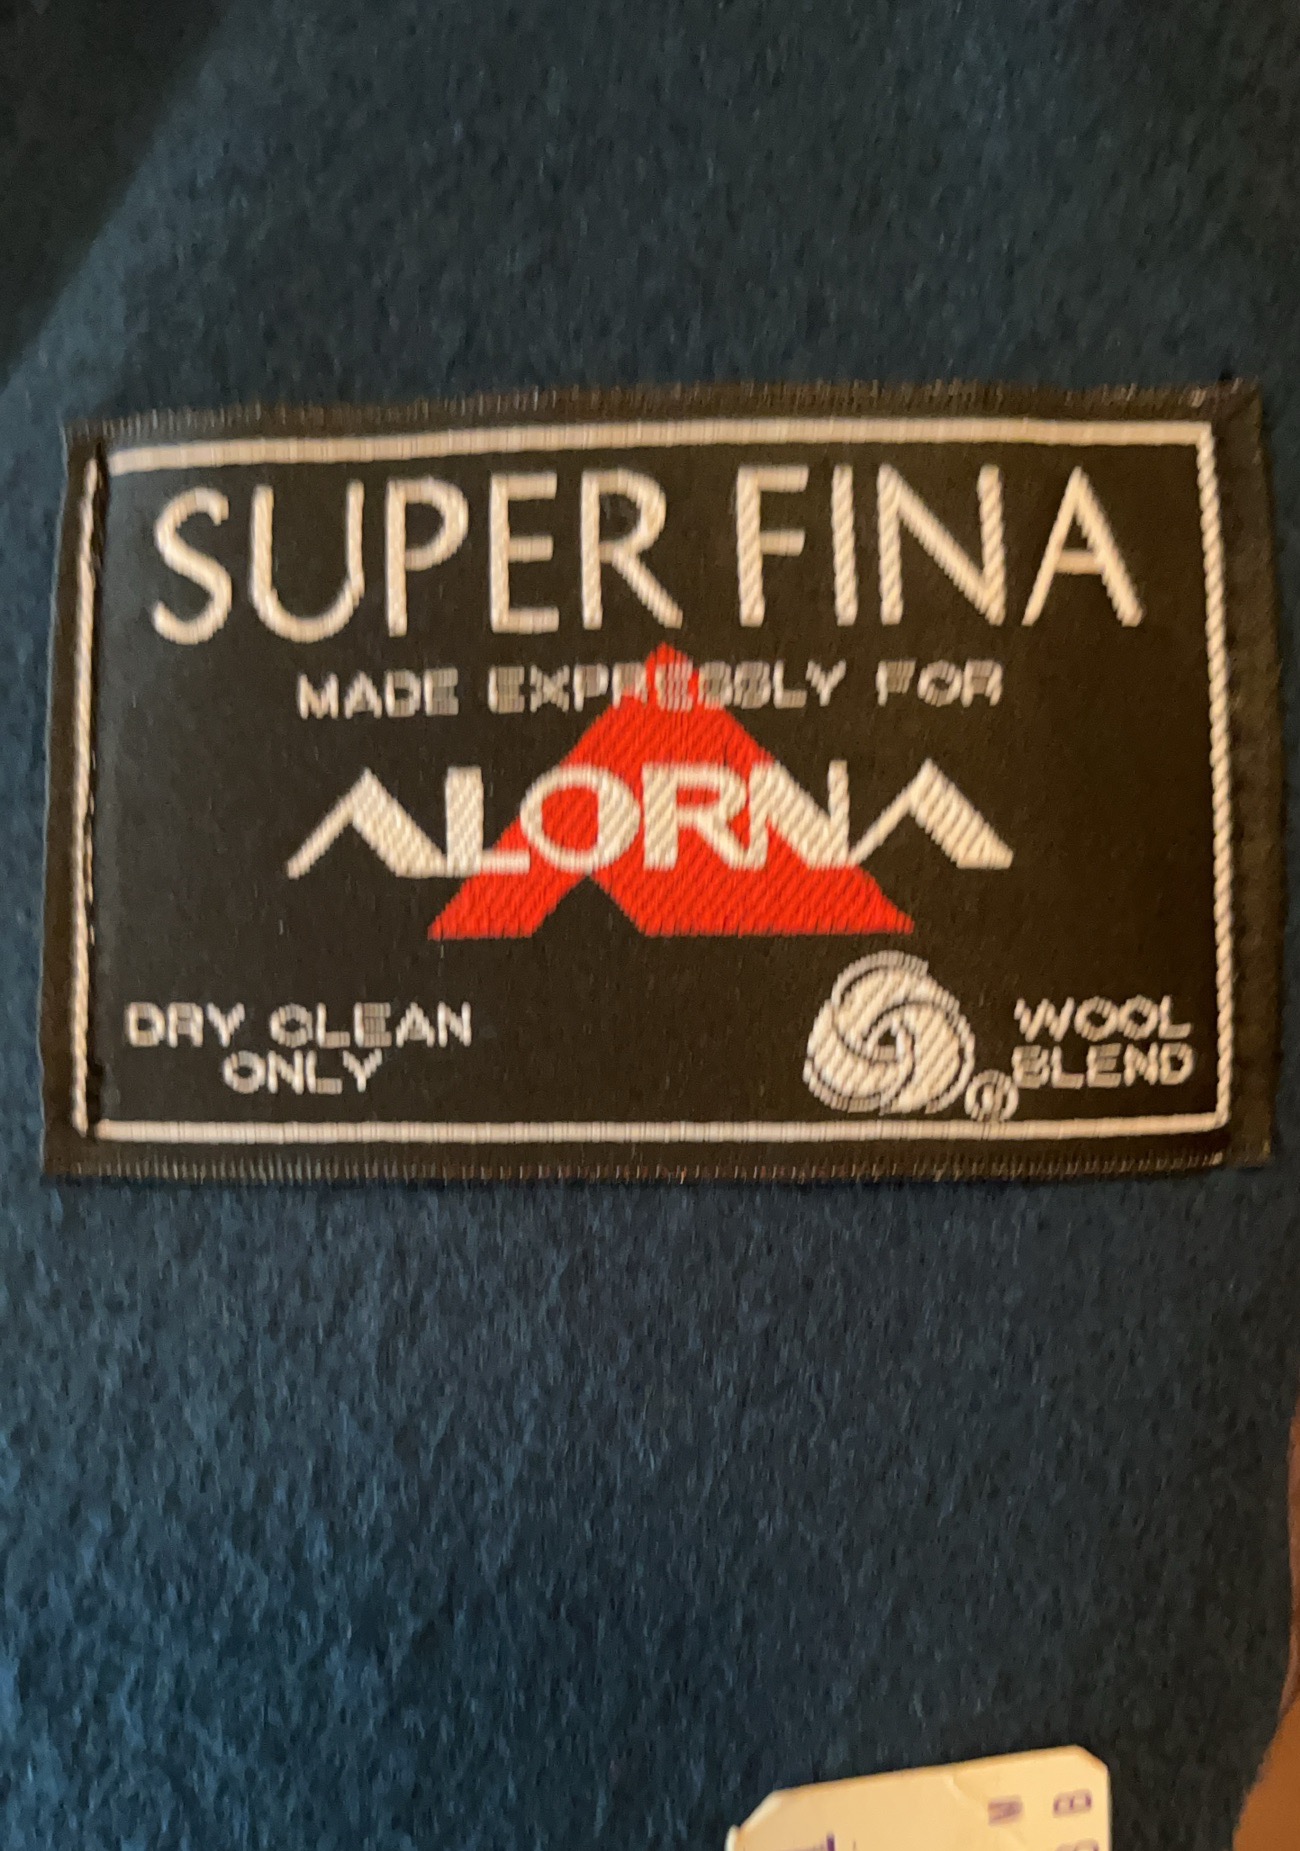 SUPER FINA
MADE EXPRESSLY FOR
ALORNA
DRY CLEAN
ONLY
WOOL
BLEND